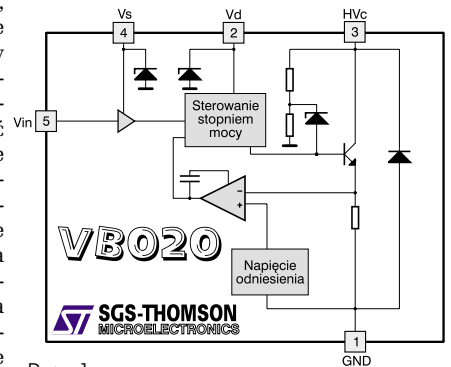 Vs
Vd
HVc
4
2
3
Vin
5
Sterowanie
stopniem
mocy
−
+
VB020
Napięcie
odniesienia
SGS-THOMSON
MICROELECTRONICS
1
GND